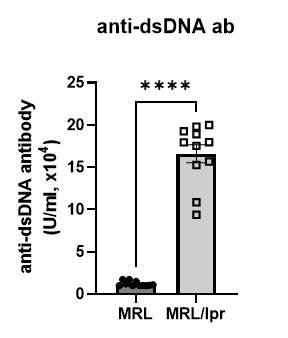 anti-dsDNA ab
anti-dsDNA antibody
(U/ml, x10⁴)
25
20
15
10
5
0
****
MRL MRL/lpr